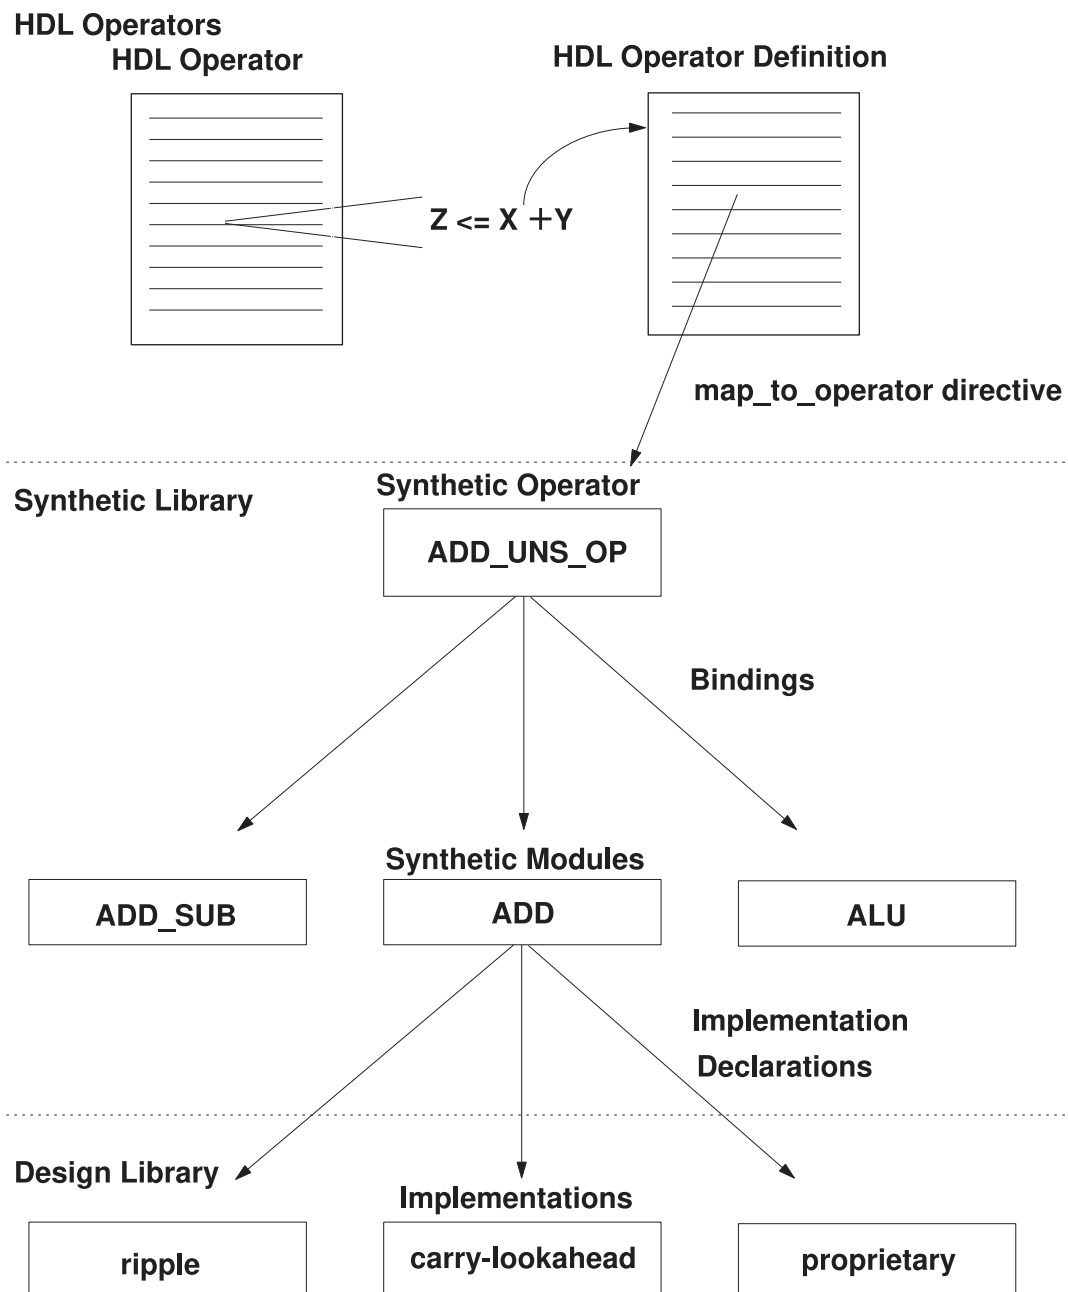 HDL Operators
HDL Operator
HDL Operator Definition
Z <= X +Y
map_to_operator directive
Synthetic Library
Synthetic Operator
ADD_UNS_OP
Bindings
Synthetic Modules
ADD_SUB
ADD
ALU
Implementation
Declarations
Design Library
Implementations
ripple
carry-lookahead
proprietary